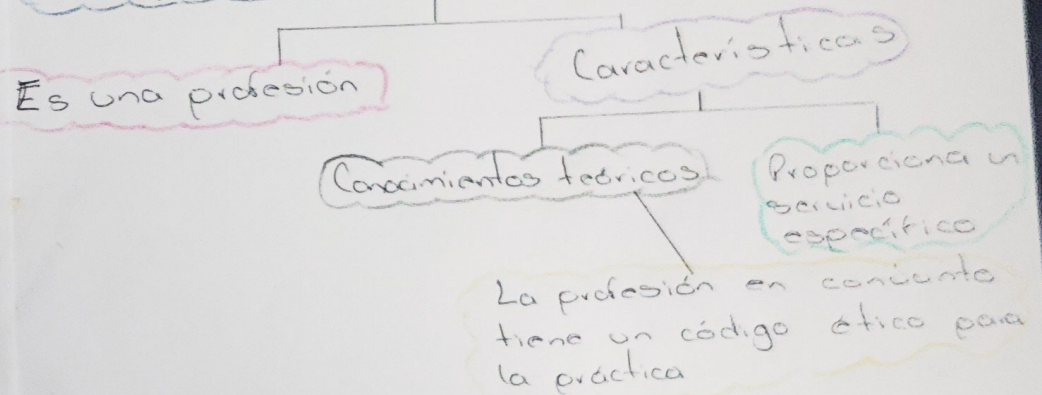 Características
Es una profesión
Conocimientos teóricos
Proporciona un
servicio
específico
La profesión en conjunto
tiene un código ético para
la práctica